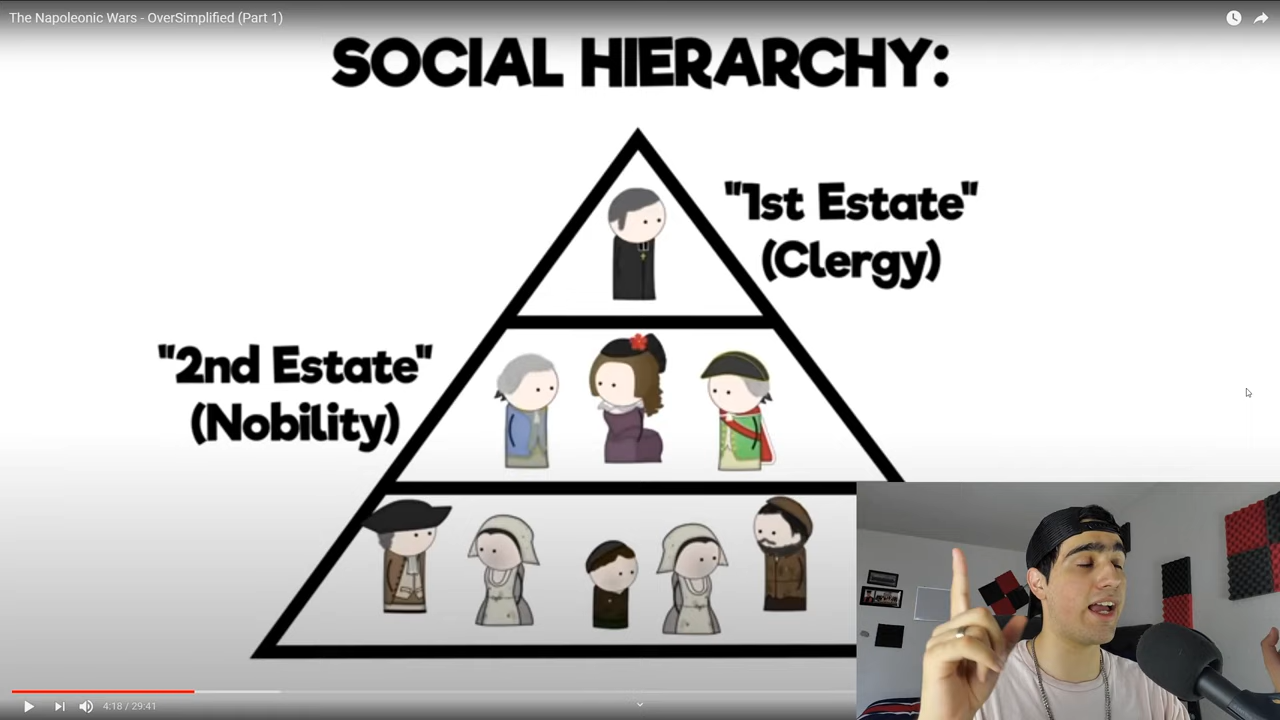 The Napoleonic Wars - OverSimplified (Part 1)
SOCIAL HIERARCHY:
"1st Estate"
(Clergy)
"2nd Estate"
(Nobility)
4:18 / 29:41